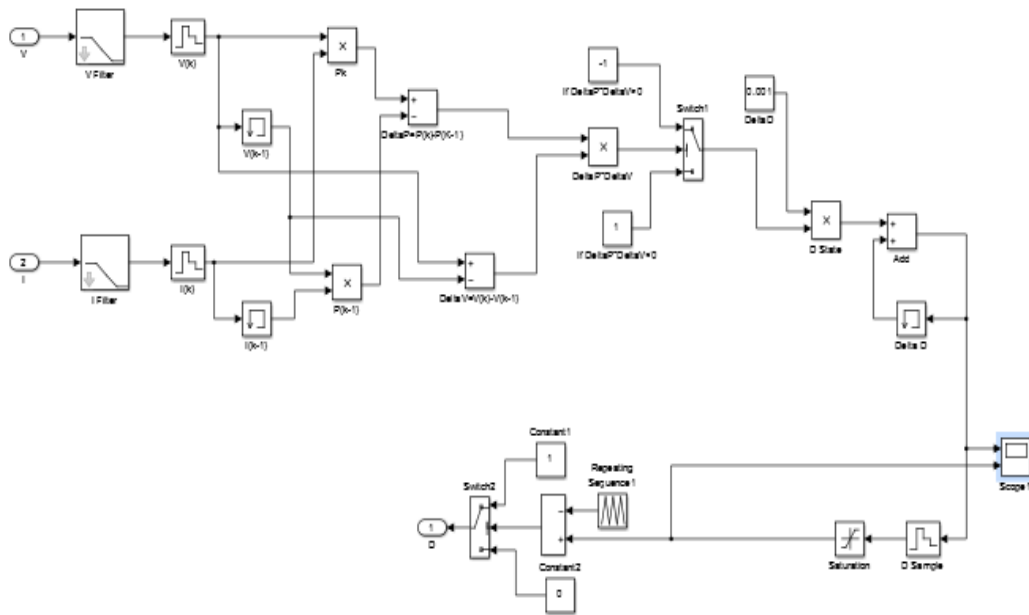 1
V
V Filter
V(k)
x
Pk
V(k-1)
+
−
DeltaP=P(k)-P(K-1)
-1
If DeltaP*DeltaV>0
Switch1
0.001
DeltaD
x
DeltaP*DeltaV
1
If DeltaP*DeltaV<0
x
D State
+
+
Add
2
I
I Filter
I(k)
I(k-1)
x
P(k-1)
+
−
DeltaV=V(k)-V(k-1)
Delta D
Constant1
1
Repeating
Sequence1
Switch2
1
D
−
+
Constant2
0
Saturation
D Sample
Scope1